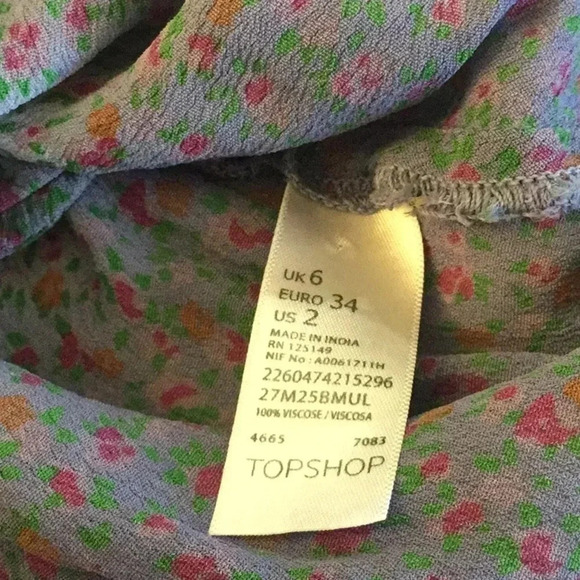 UK 6
EURO 34
US 2
MADE IN INDIA
RN 125149
NIF No : A0061711H
2260474215296
27M25BMUL
100% VISCOSE / VISCOSA
4665 7083
TOPSHOP